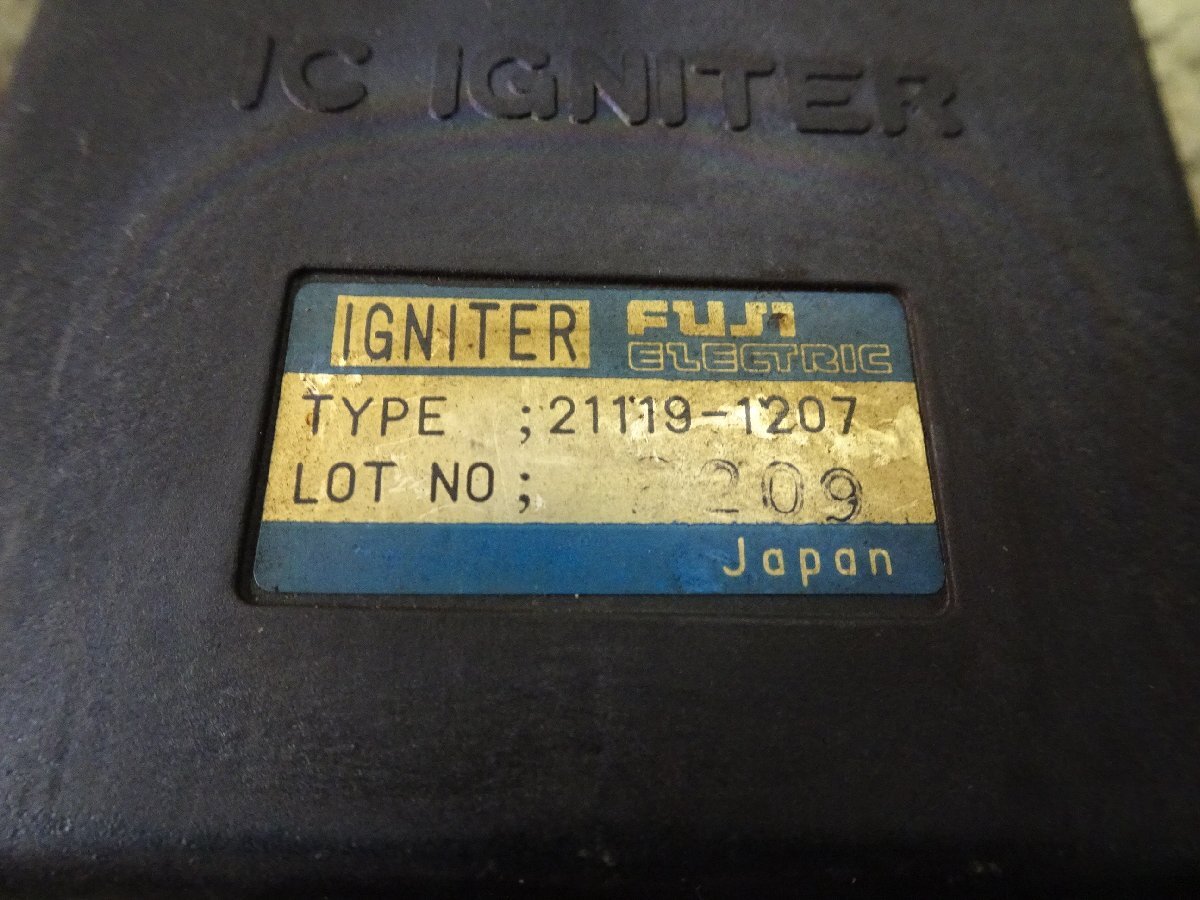 IC IGNITER
IGNITER FUJI
ELECTRIC
TYPE ;21119-1207
LOT NO; 209
Japan